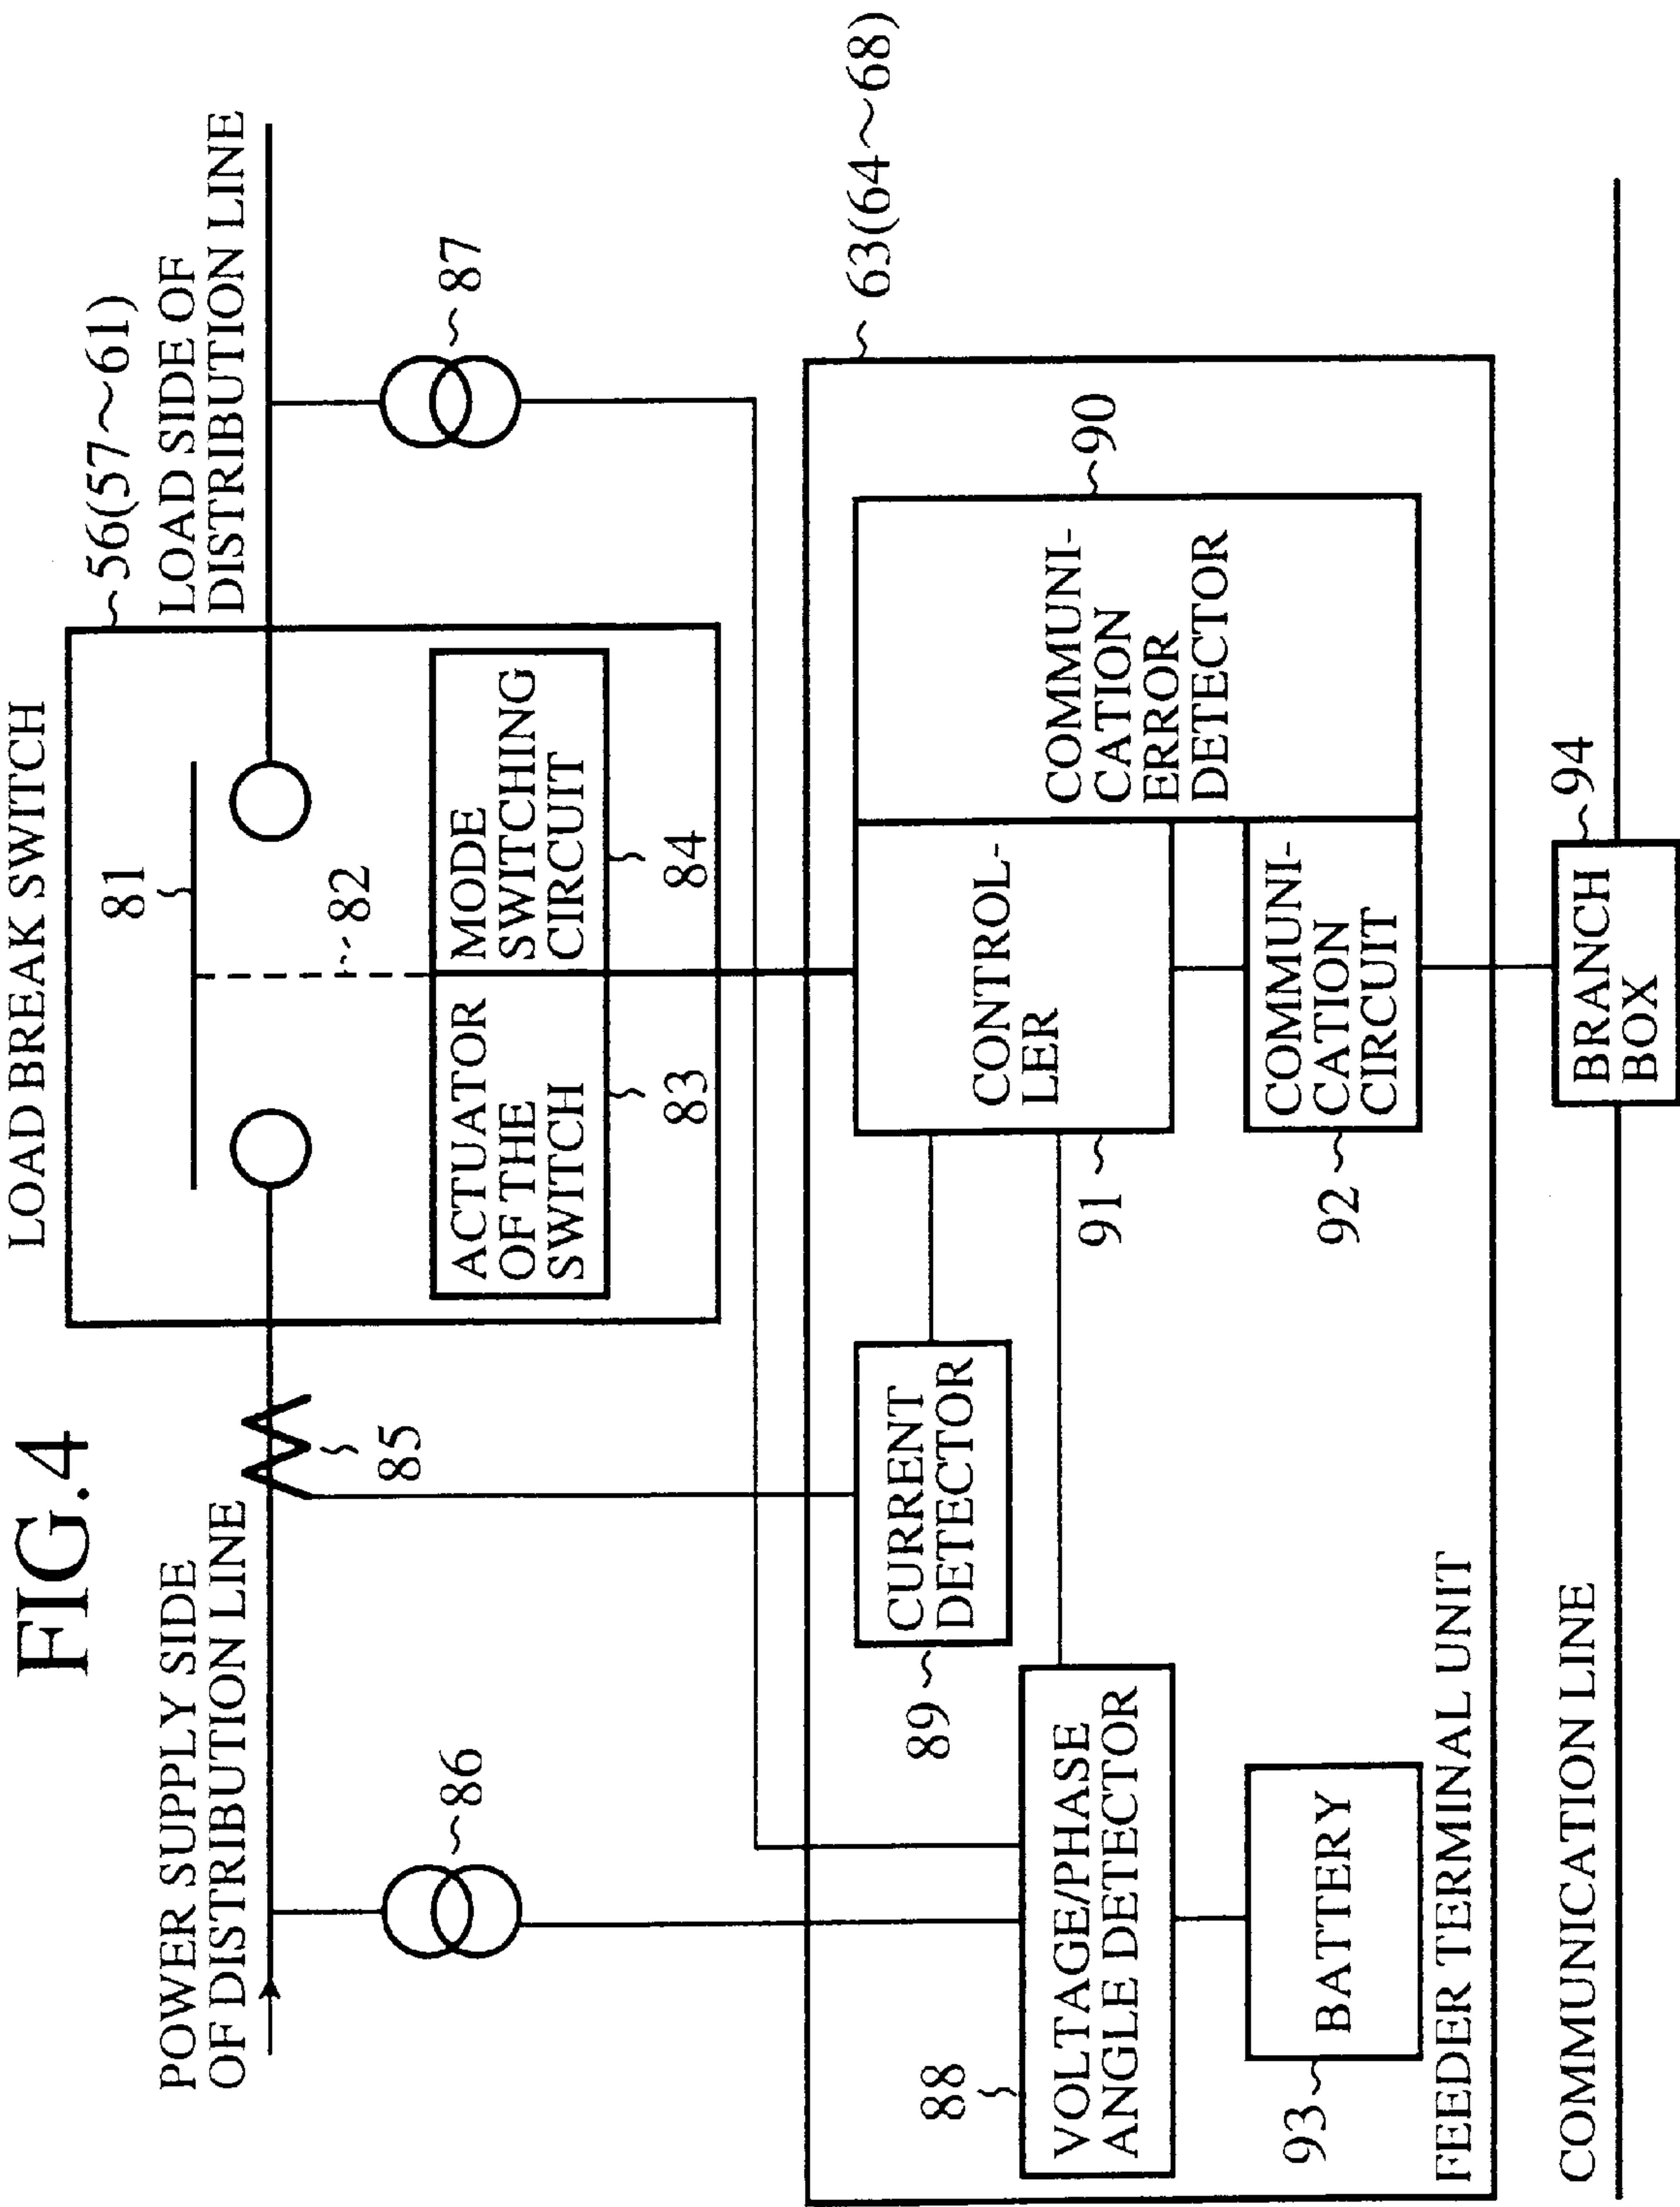 FIG.4
LOAD BREAK SWITCH
56(57~61)
POWER SUPPLY SIDE
OF DISTRIBUTION LINE
LOAD SIDE OF
DISTRIBUTION LINE
81
82
85
86
87
ACTUATOR
OF THE
SWITCH
MODE
SWITCHING
CIRCUIT
83
84
63(64~68)
88
89
CURRENT
DETECTOR
VOLTAGE/PHASE
ANGLE DETECTOR
CONTROL-
LER
91
COMMUNI-
CATION
ERROR
DETECTOR
90
93
BATTERY
92
COMMUNI-
CATION
CIRCUIT
FEEDER TERMINAL UNIT
COMMUNICATION LINE
BRANCH
BOX
94